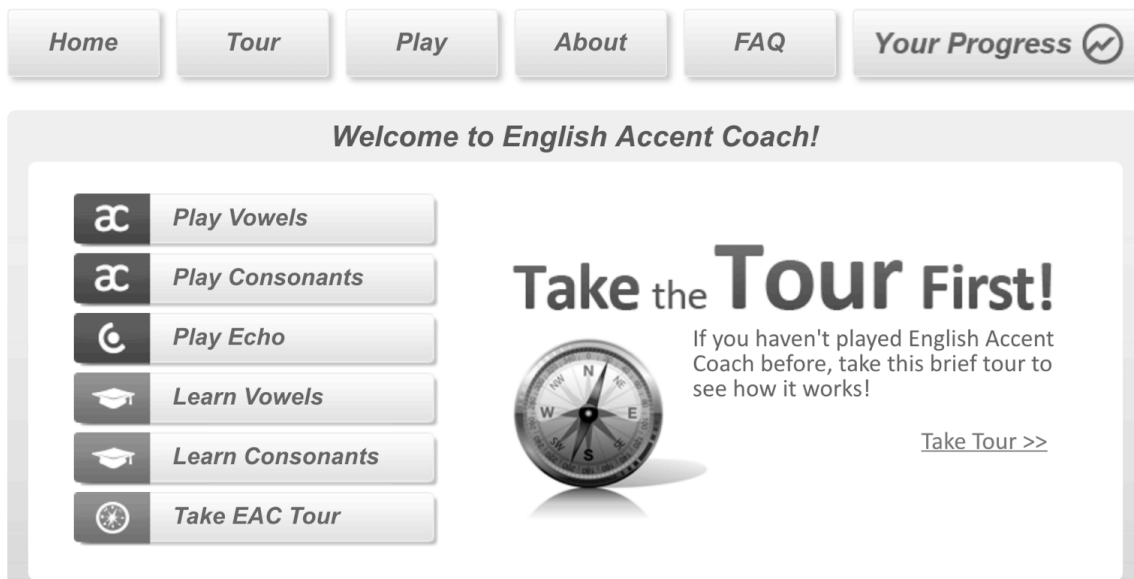 Home Tour Play About FAQ Your Progress
Welcome to English Accent Coach!
æ Play Vowels
æ Play Consonants
Play Echo
Learn Vowels
Learn Consonants
Take EAC Tour
Take the Tour First!
If you haven't played English Accent
Coach before, take this brief tour to
see how it works!
N
NE
E
SE
S
SW
W
NW
Take Tour >>